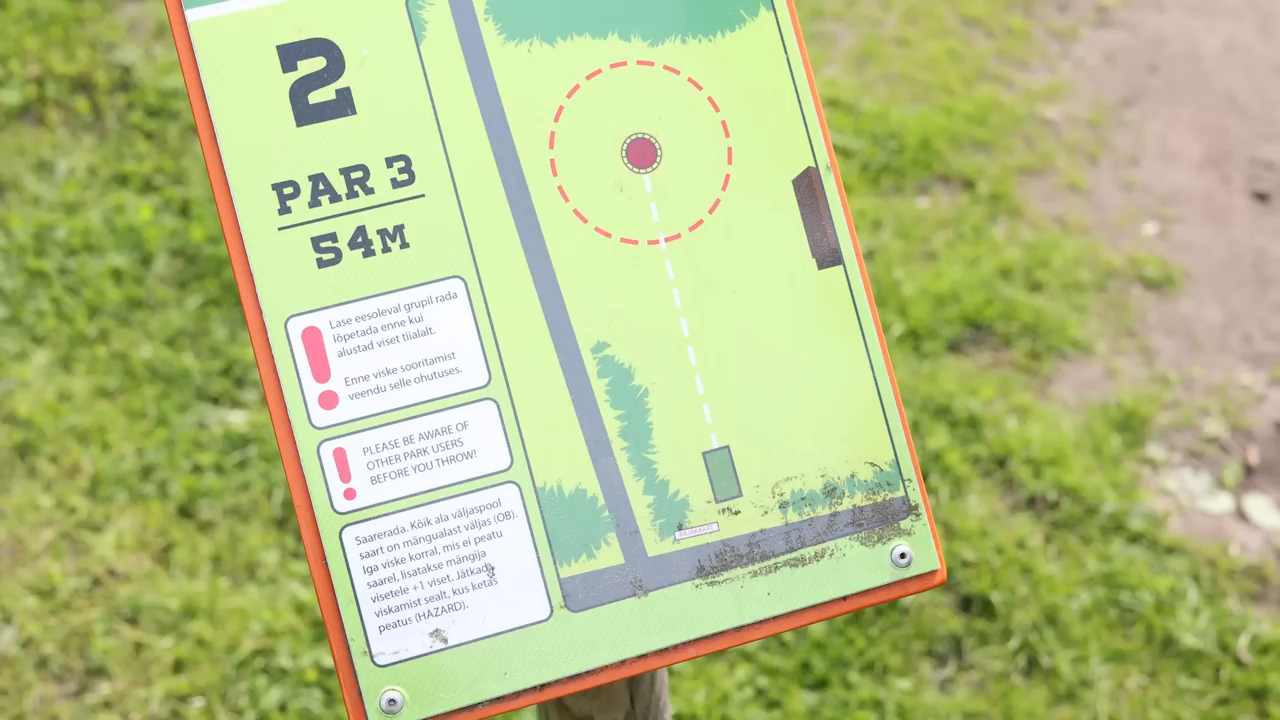 2
PAR 3
54M
Lase eesoleval grupil rada
lõpetada enne kui
alustad viset tiialalt.
Enne viske sooritamist
veendu selle ohutuses.
PLEASE BE AWARE OF
OTHER PARK USERS
BEFORE YOU THROW!
Saarerada. Kõik ala väljaspool
saart on mängualast väljas (OB).
Iga viske korral, mis ei peatu
saarel, lisatakse mängija
visetele +1 viset. Jätkad
viskamist sealt, kus ketas
peatus (HAZARD).
RAJAKAART